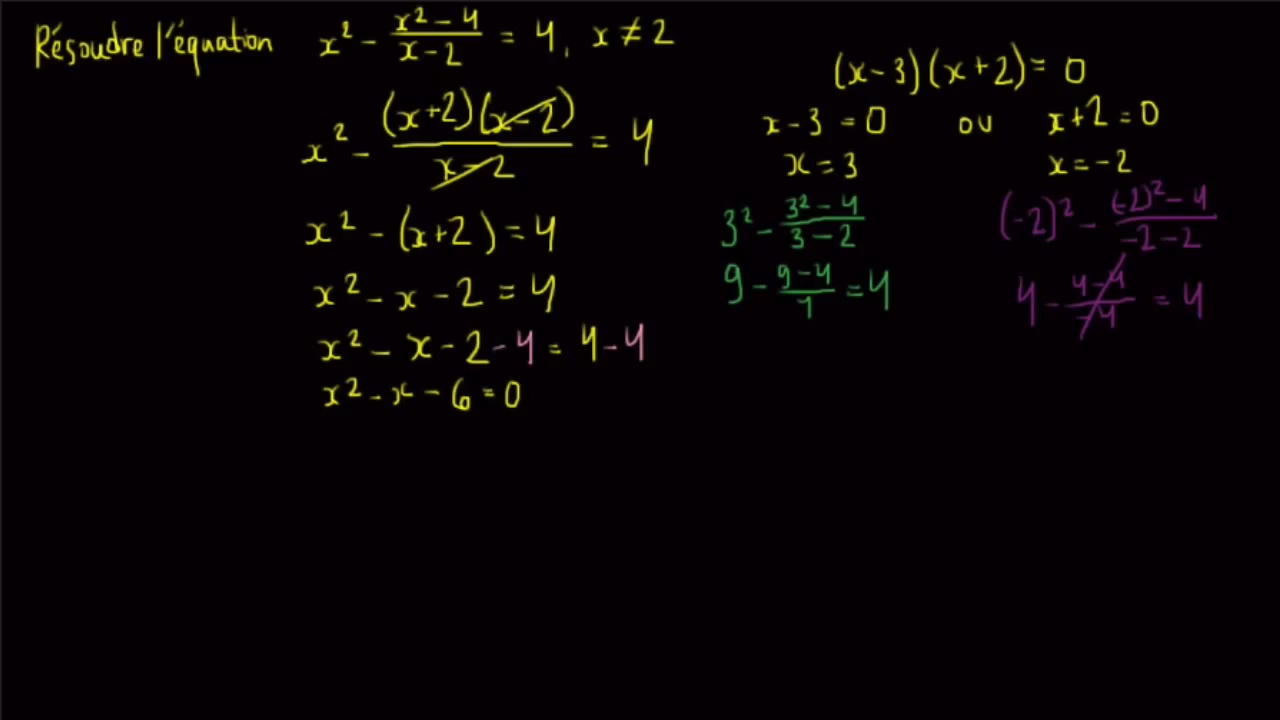 Résoudre l'équation x² - (x² - 4)/(x - 2) = 4, x ≠ 2
x² - ((x+2)(x-2))/(x-2) = 4
x² - (x+2) = 4
x² - x - 2 = 4
x² - x - 2 - 4 = 4 - 4
x² - x - 6 = 0
(x - 3)(x + 2) = 0
x - 3 = 0 ou x + 2 = 0
x = 3 x = -2
3² - (3² - 4)/(3 - 2) (-2)² - ((-2)² - 4)/(-2 - 2)
9 - (9 - 4)/1 = 4 4 - (4 - 4)/(-4) = 4